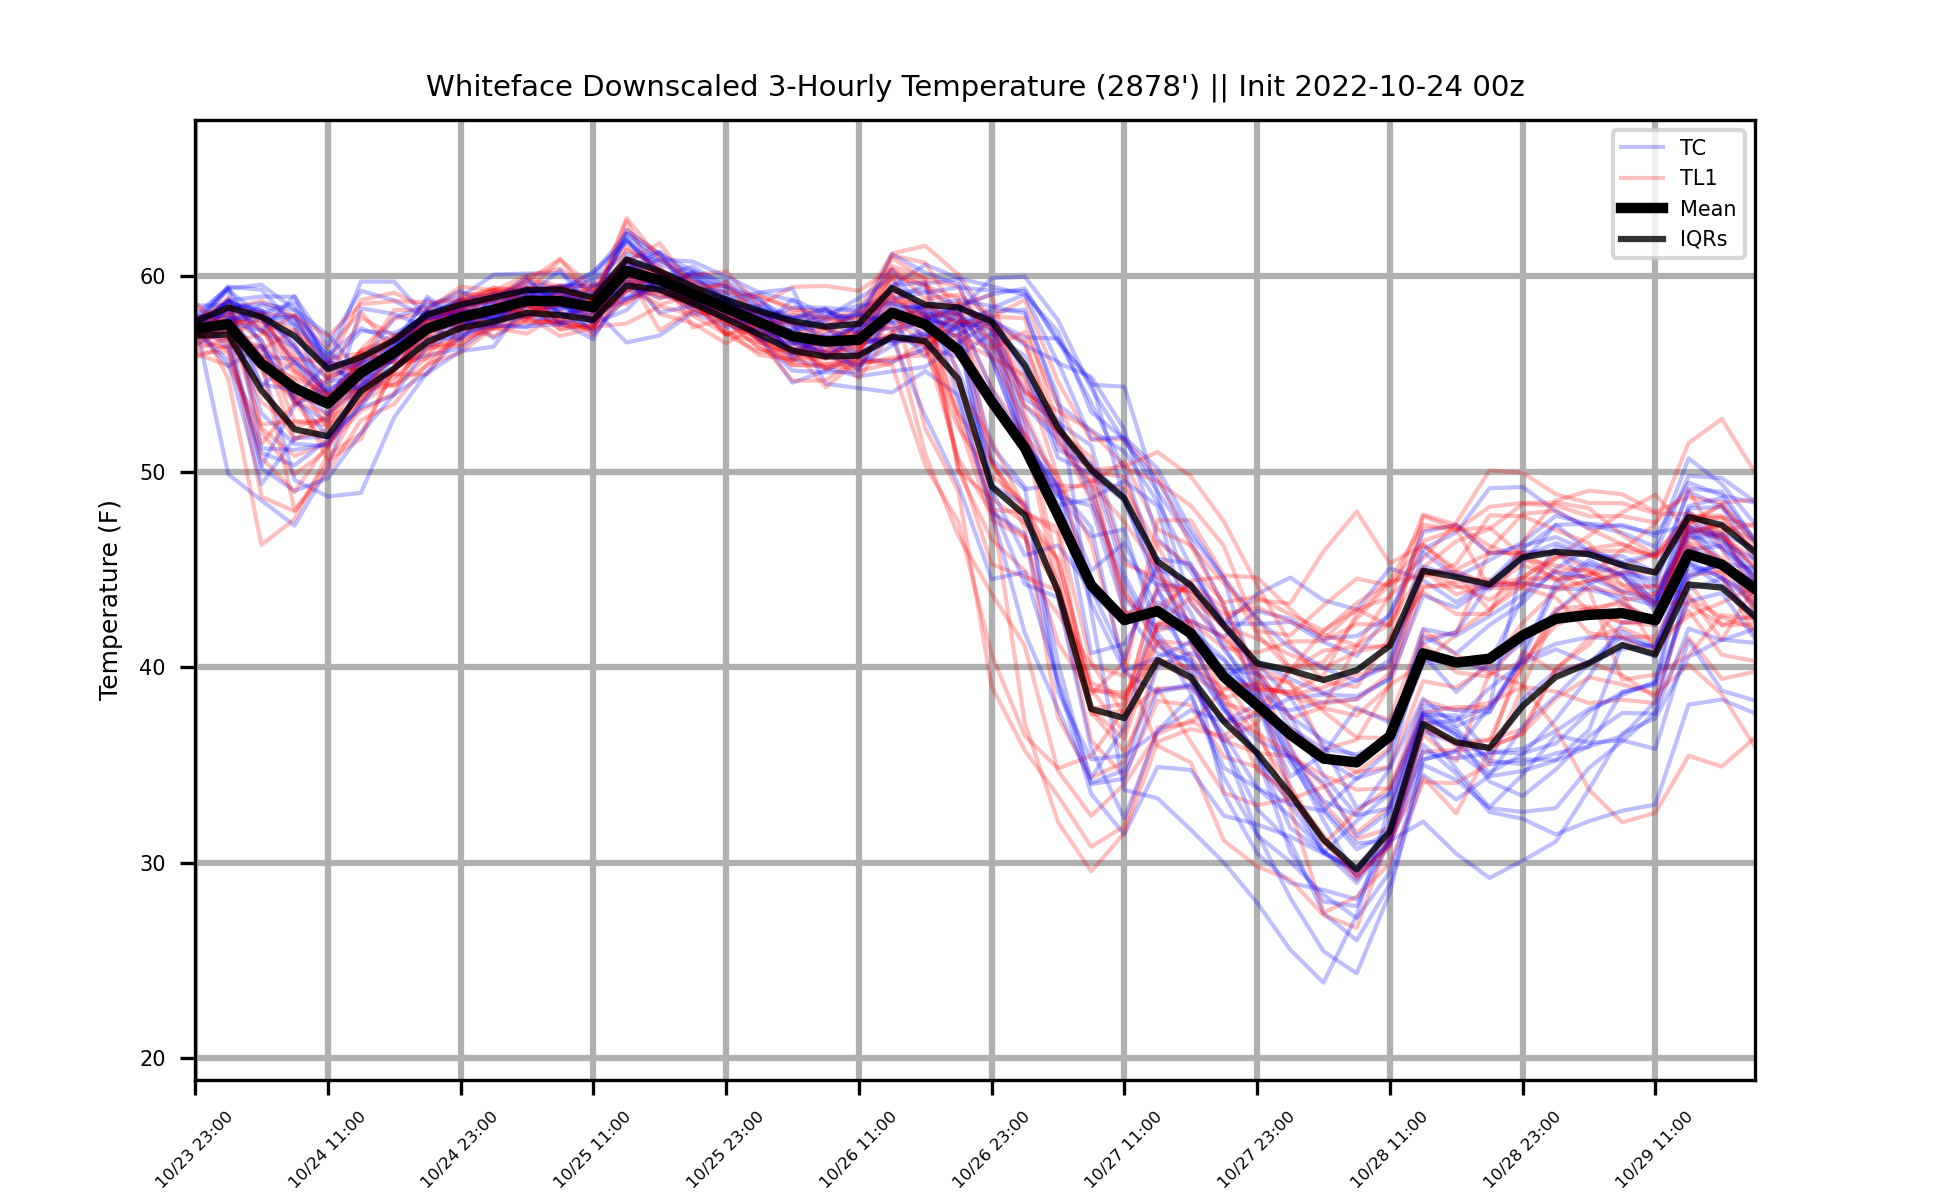 Whiteface Downscaled 3-Hourly Temperature (2878') || Init 2022-10-24 00z
TC
TL1
Mean
IQRs
Temperature (F)
60
50
40
30
20
10/23 23:00
10/24 11:00
10/24 23:00
10/25 11:00
10/25 23:00
10/26 11:00
10/26 23:00
10/27 11:00
10/27 23:00
10/28 11:00
10/28 23:00
10/29 11:00